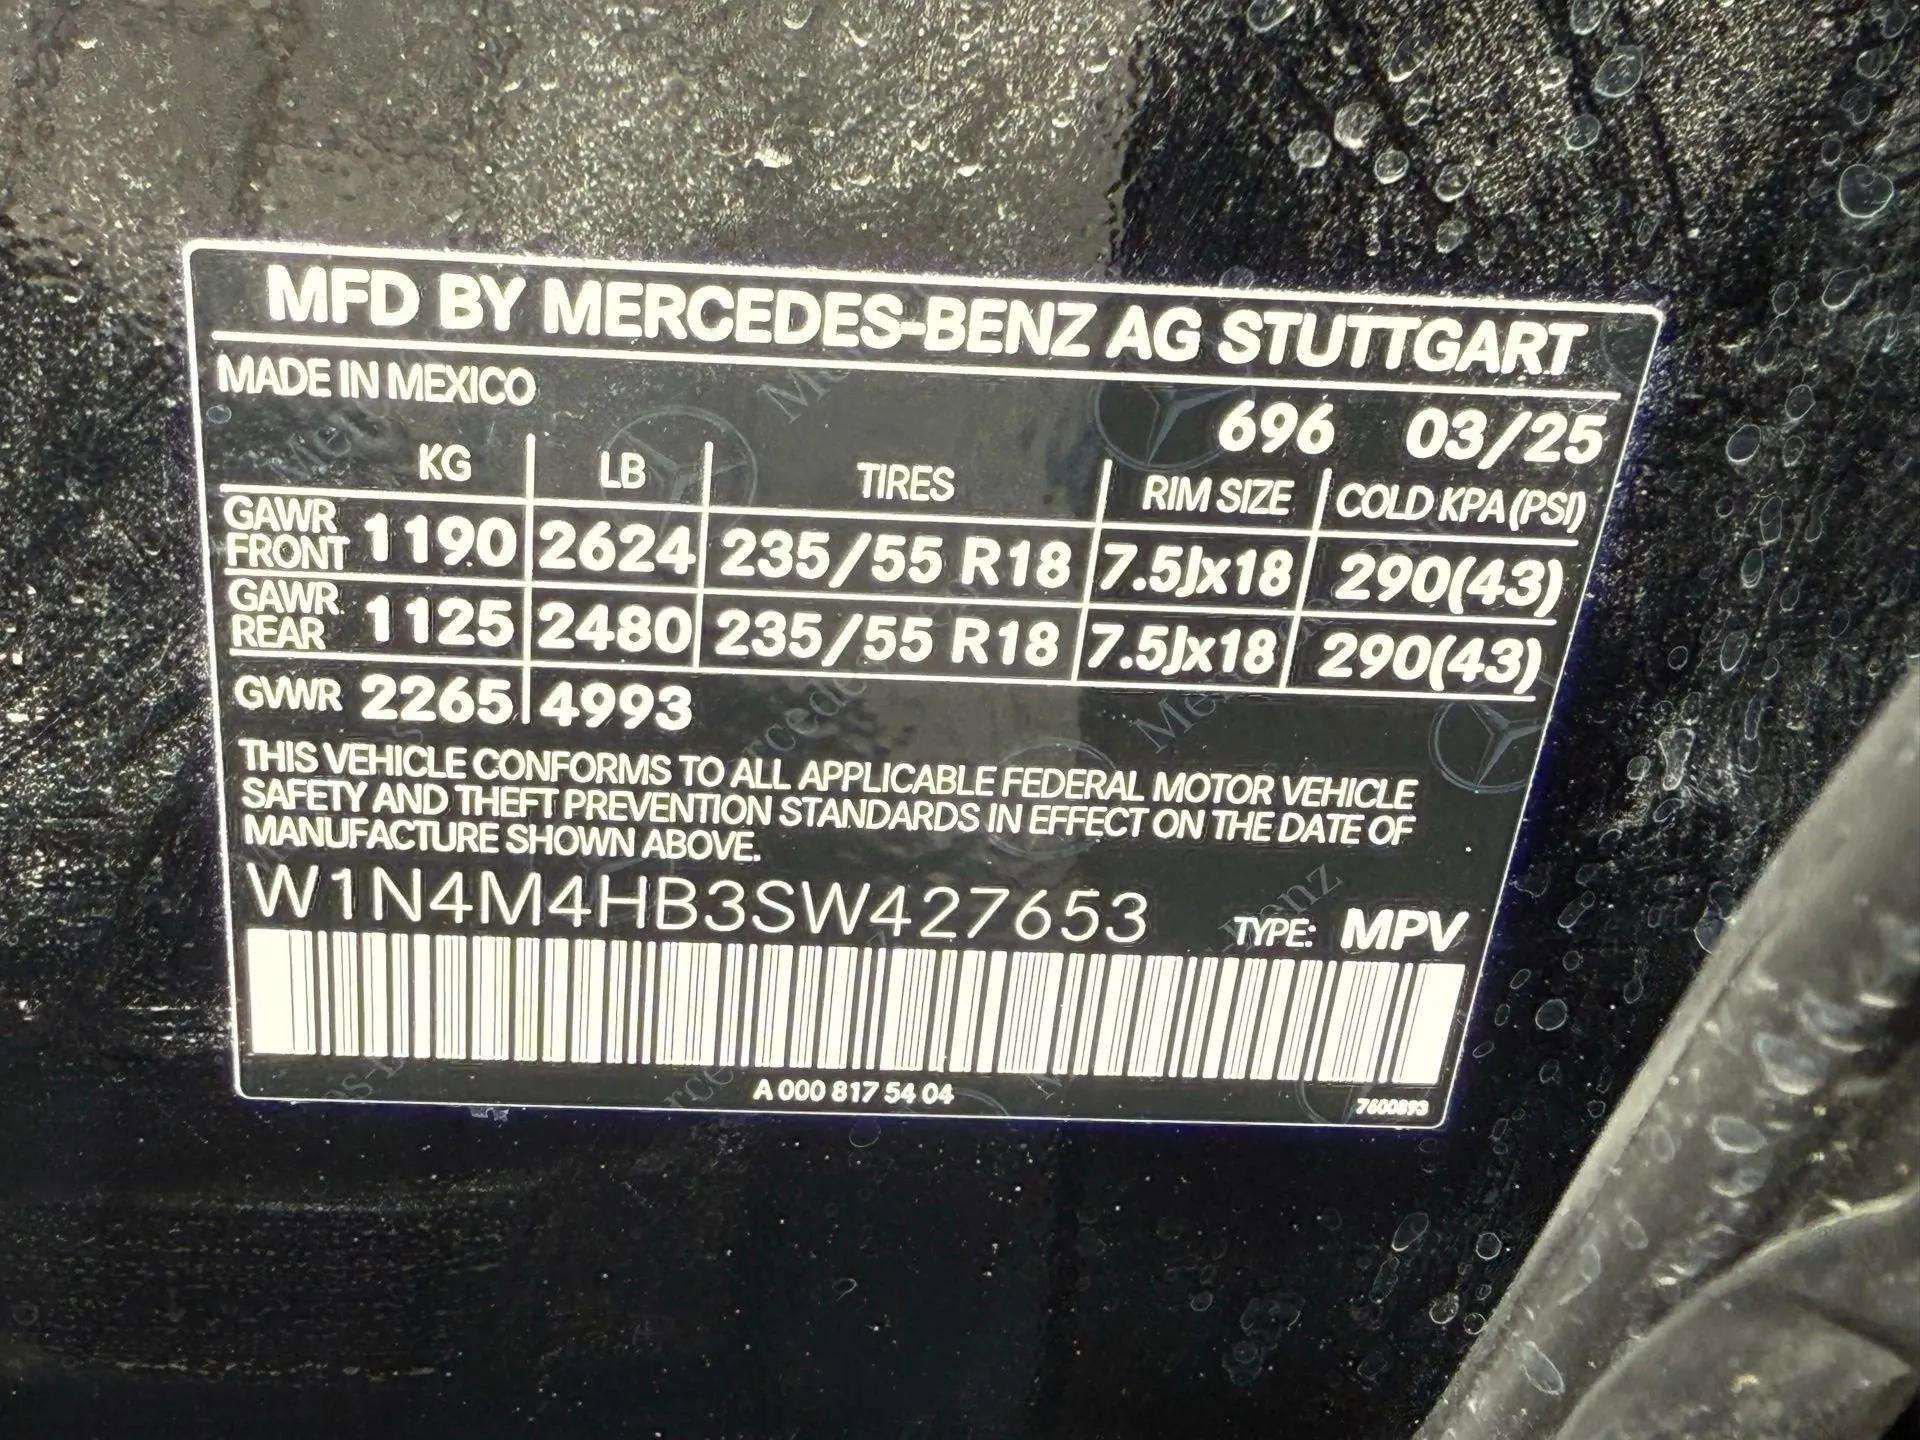 MFD BY MERCEDES-BENZ AG STUTTGART
MADE IN MEXICO
696 03/25
KG LB TIRES RIM SIZE COLD KPA (PSI)
GAWR FRONT 1190 2624 235/55 R18 7.5Jx18 290(43)
GAWR REAR 1125 2480 235/55 R18 7.5Jx18 290(43)
GVWR 2265 4993
THIS VEHICLE CONFORMS TO ALL APPLICABLE FEDERAL MOTOR VEHICLE
SAFETY AND THEFT PREVENTION STANDARDS IN EFFECT ON THE DATE OF
MANUFACTURE SHOWN ABOVE.
W1N4M4HB3SW427653 TYPE: MPV
A 000 817 54 04